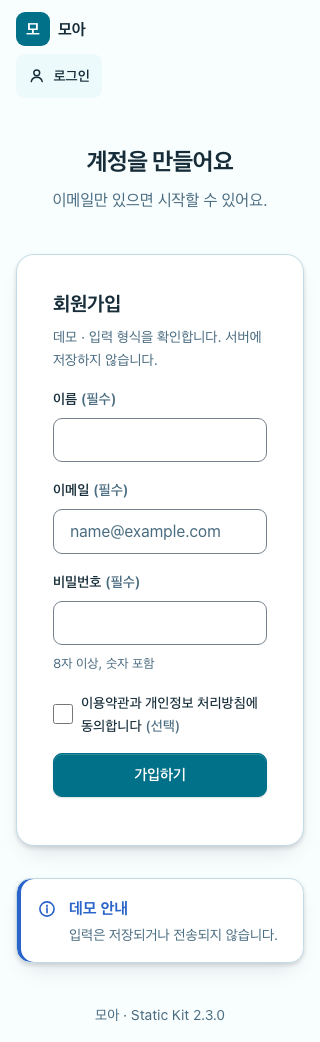 모 모아
로그인
계정을 만들어요
이메일만 있으면 시작할 수 있어요.
회원가입
데모 · 입력 형식을 확인합니다. 서버에
저장하지 않습니다.
이름 (필수)
이메일 (필수)
name@example.com
비밀번호 (필수)
8자 이상, 숫자 포함
이용약관과 개인정보 처리방침에
동의합니다 (선택)
가입하기
데모 안내
입력은 저장되거나 전송되지 않습니다.
모아 · Static Kit 2.3.0